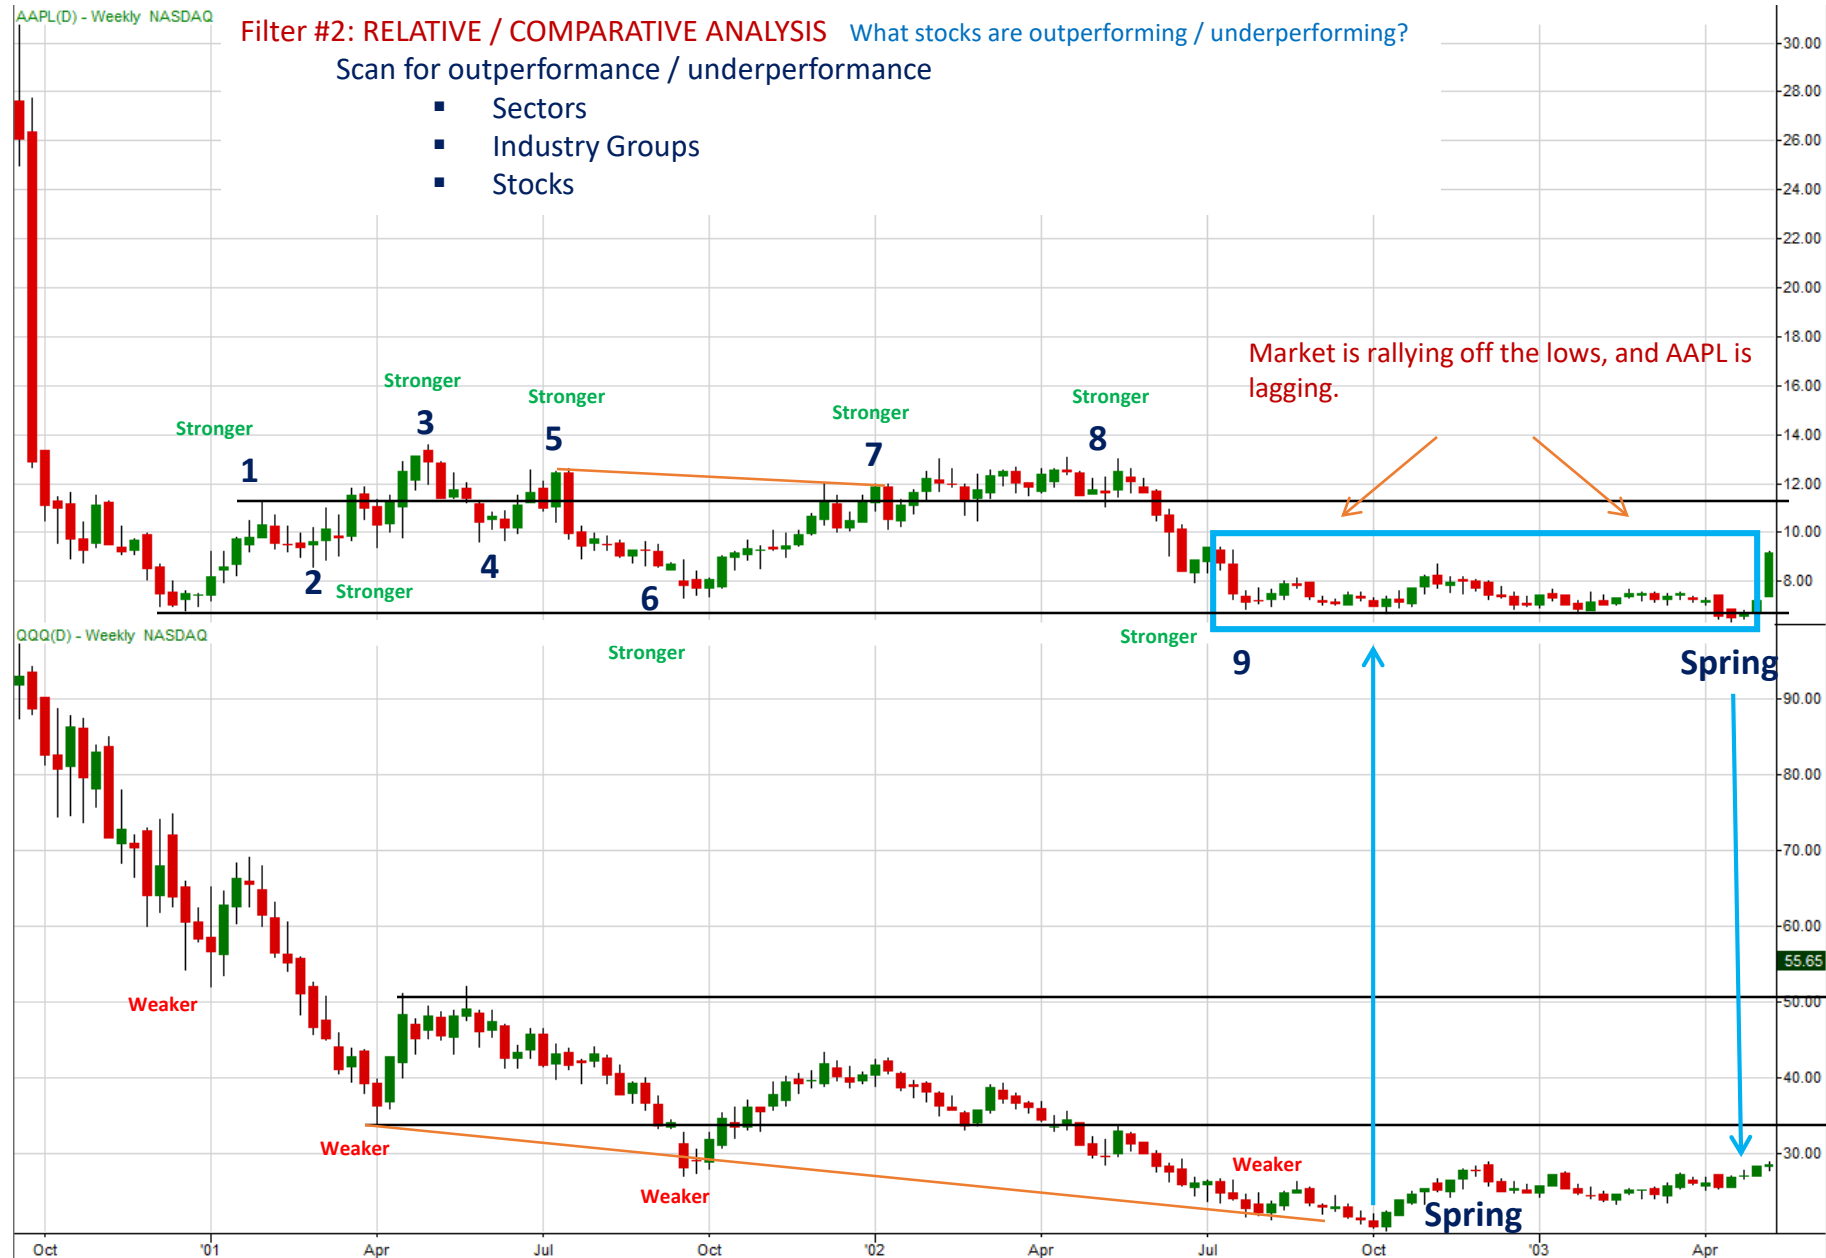 AAPL(D) - Weekly NASDAQ
Filter #2: RELATIVE / COMPARATIVE ANALYSIS What stocks are outperforming / underperforming?
Scan for outperformance / underperformance
▪ Sectors
▪ Industry Groups
▪ Stocks
30.00
28.00
26.00
24.00
22.00
20.00
18.00
16.00
14.00
12.00
10.00
8.00
Market is rallying off the lows, and AAPL is
lagging.
Stronger
1
2
Stronger
Stronger
3
4
Stronger
5
6
Stronger
Stronger
7
Stronger
8
Stronger
9
Spring
QQQ(D) - Weekly NASDAQ
90.00
80.00
70.00
60.00
55.65
50.00
40.00
30.00
Weaker
Weaker
Weaker
Weaker
Spring
Oct '01 Apr Jul Oct '02 Apr Jul Oct '03 Apr